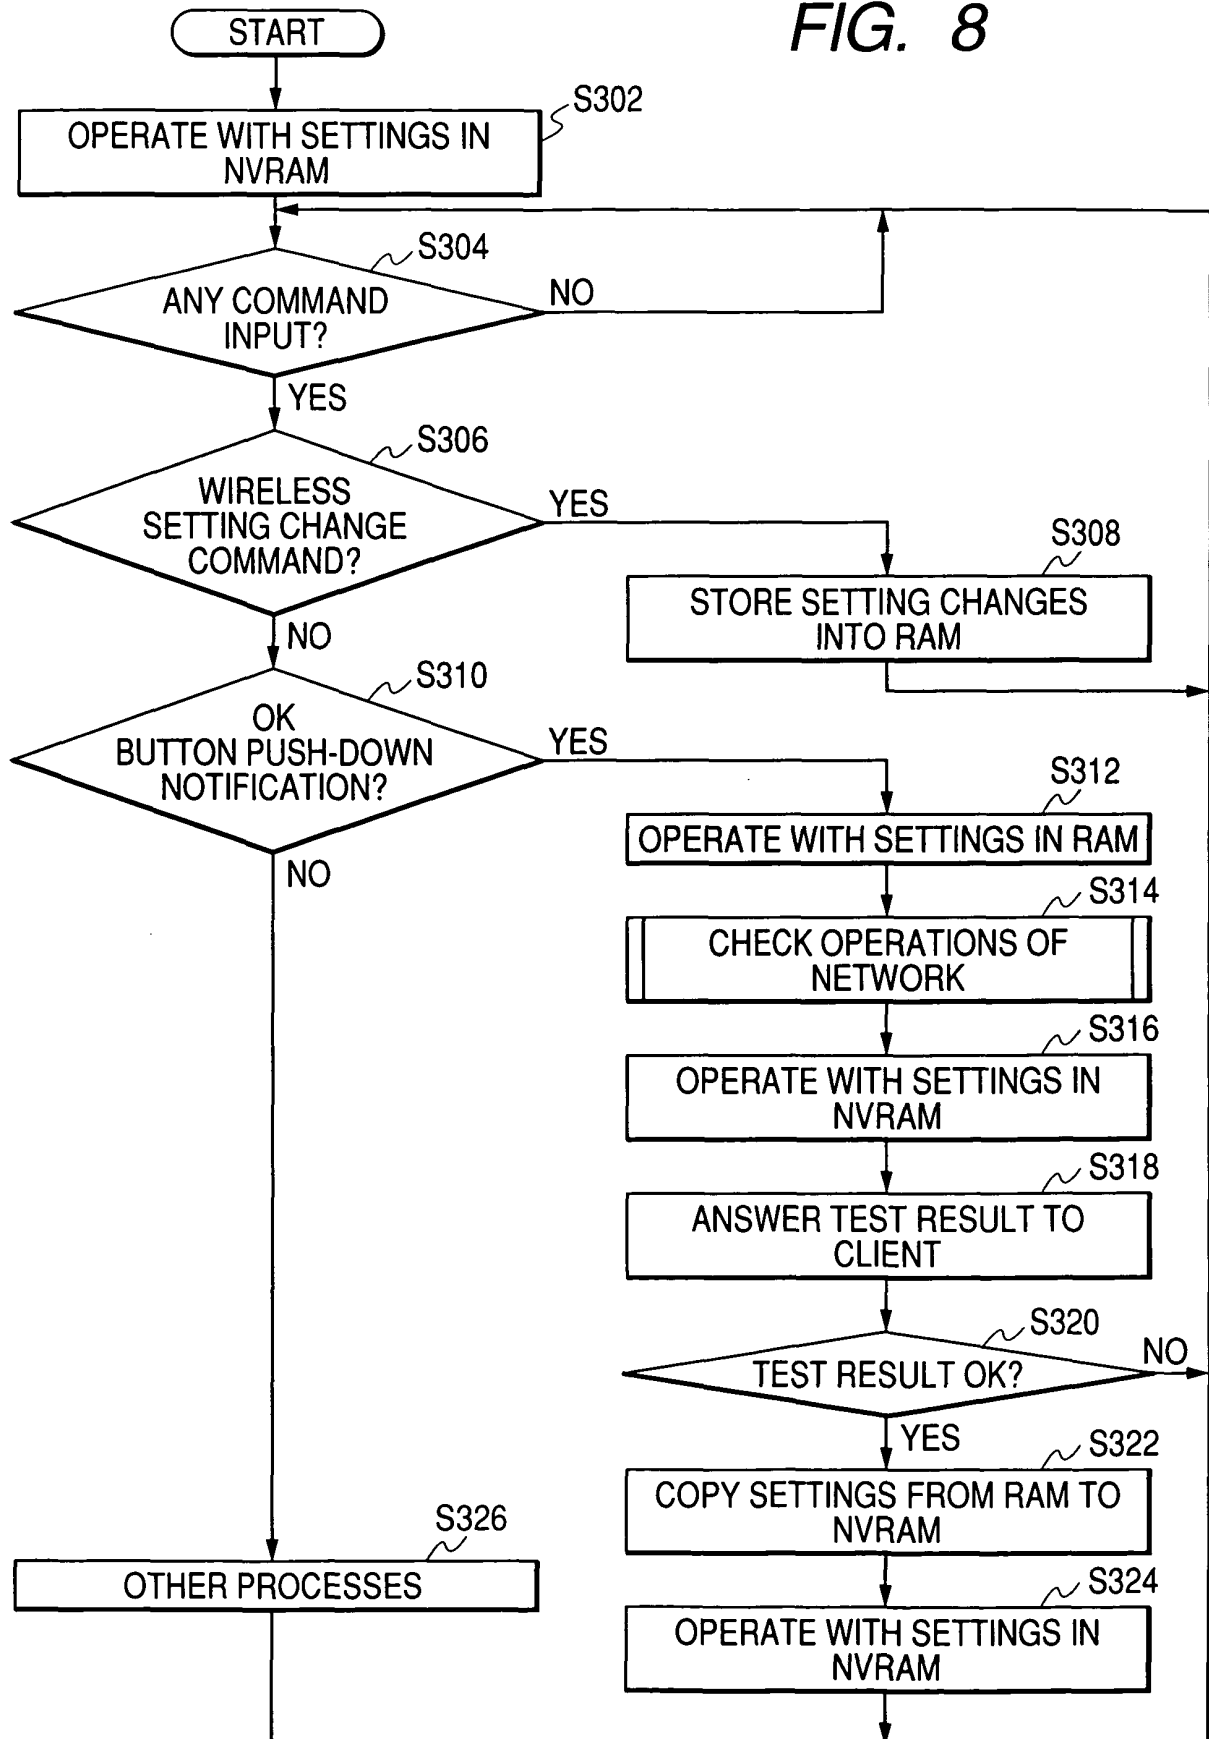 FIG. 8
START
S302
OPERATE WITH SETTINGS IN
NVRAM
S304
ANY COMMAND
INPUT?
NO
YES
S306
WIRELESS
SETTING CHANGE
COMMAND?
YES
NO
S308
STORE SETTING CHANGES
INTO RAM
S310
OK
BUTTON PUSH-DOWN
NOTIFICATION?
YES
NO
S312
OPERATE WITH SETTINGS IN RAM
S314
CHECK OPERATIONS OF
NETWORK
S316
OPERATE WITH SETTINGS IN
NVRAM
S318
ANSWER TEST RESULT TO
CLIENT
S320
TEST RESULT OK?
NO
YES
S322
COPY SETTINGS FROM RAM TO
NVRAM
S326
OTHER PROCESSES
S324
OPERATE WITH SETTINGS IN
NVRAM